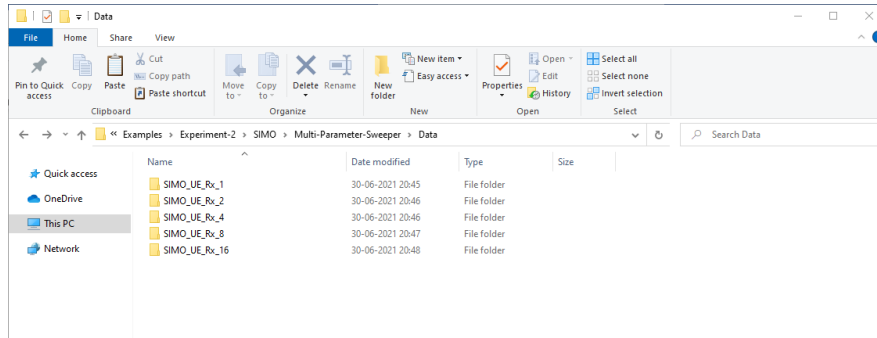 Data
File Home Share View
Pin to Quick access
Copy
Paste
Cut
Copy path
Paste shortcut
Move to
Copy to
Delete
Rename
New folder
New item
Easy access
Properties
Open
Edit
History
Select all
Select none
Invert selection
Clipboard Organize New Open Select
« Examples > Experiment-2 > SIMO > Multi-Parameter-Sweeper > Data
Search Data
Quick access
OneDrive
This PC
Network
Name Date modified Type Size
SIMO_UE_Rx_1 30-06-2021 20:45 File folder
SIMO_UE_Rx_2 30-06-2021 20:46 File folder
SIMO_UE_Rx_4 30-06-2021 20:46 File folder
SIMO_UE_Rx_8 30-06-2021 20:47 File folder
SIMO_UE_Rx_16 30-06-2021 20:48 File folder